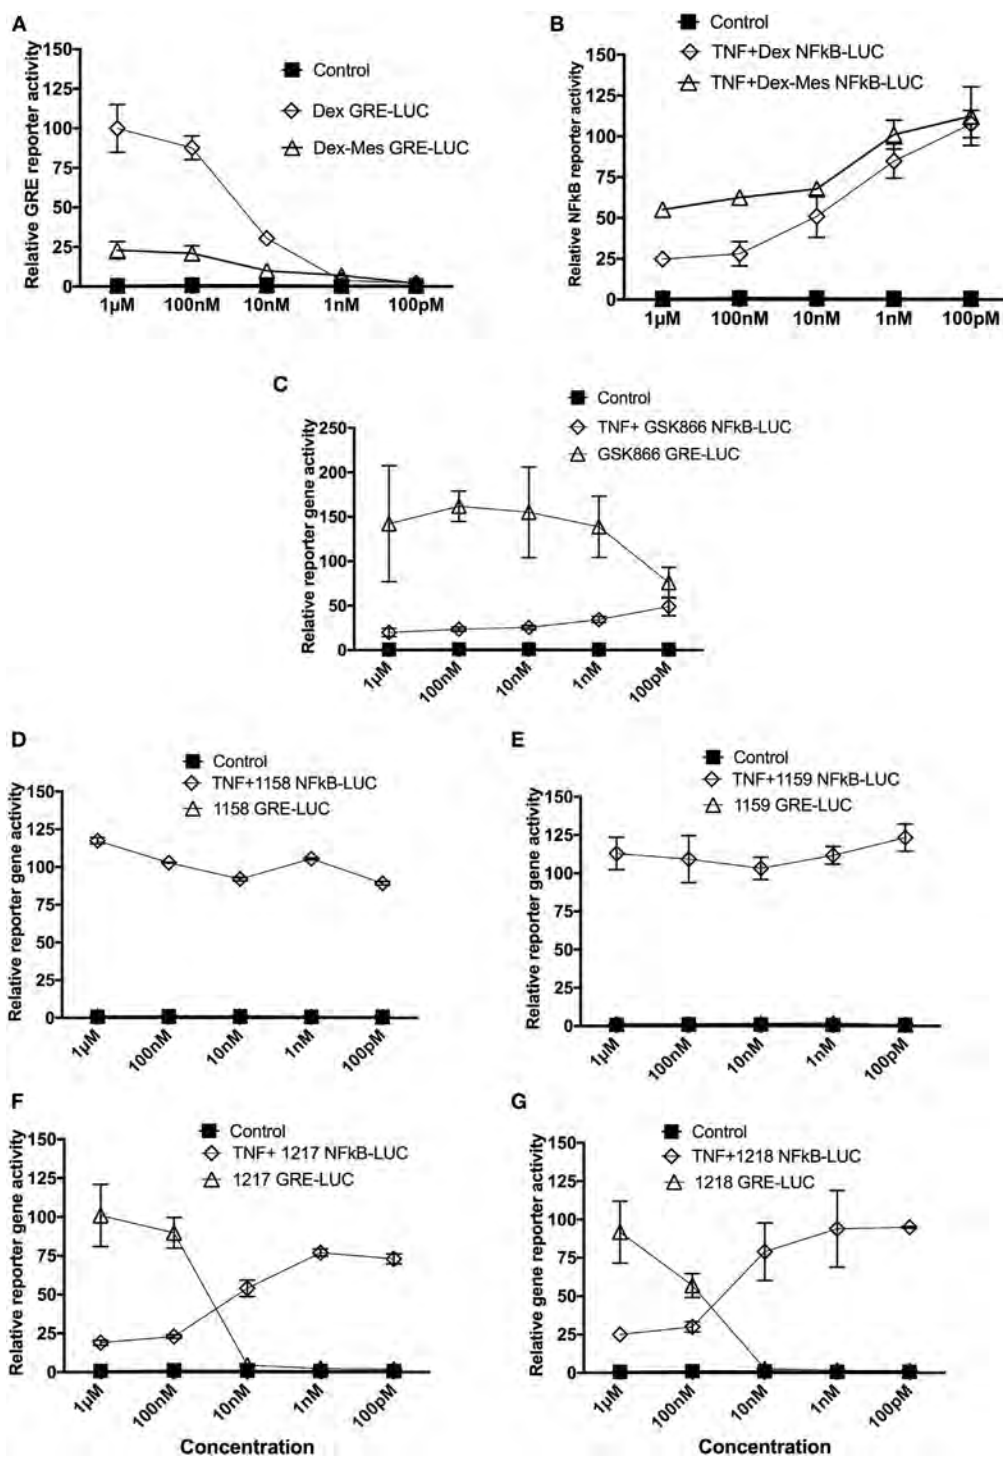 A
Relative GRE reporter activity
150
125
100
75
50
25
0
1µM 100nM 10nM 1nM 100pM
Control
Dex GRE-LUC
Dex-Mes GRE-LUC
B
Control
TNF+Dex NFkB-LUC
TNF+Dex-Mes NFkB-LUC
Relative NFkB reporter activity
150
125
100
75
50
25
0
1µM 100nM 10nM 1nM 100pM
C
Control
TNF+ GSK866 NFkB-LUC
GSK866 GRE-LUC
Relative reporter gene activity
250
200
150
100
50
0
1µM 100nM 10nM 1nM 100pM
D
Control
TNF+1158 NFkB-LUC
1158 GRE-LUC
Relative reporter gene activity
150
125
100
75
50
25
0
1µM 100nM 10nM 1nM 100pM
E
Control
TNF+1159 NFkB-LUC
1159 GRE-LUC
Relative reporter gene activity
150
125
100
75
50
25
0
1µM 100nM 10nM 1nM 100pM
F
Control
TNF+ 1217 NFkB-LUC
1217 GRE-LUC
Relative reporter gene activity
150
125
100
75
50
25
0
1µM 100nM 10nM 1nM 100pM
Concentration
G
Control
TNF+1218 NFkB-LUC
1218 GRE-LUC
Relative gene reporter activity
150
125
100
75
50
25
0
1µM 100nM 10nM 1nM 100pM
Concentration